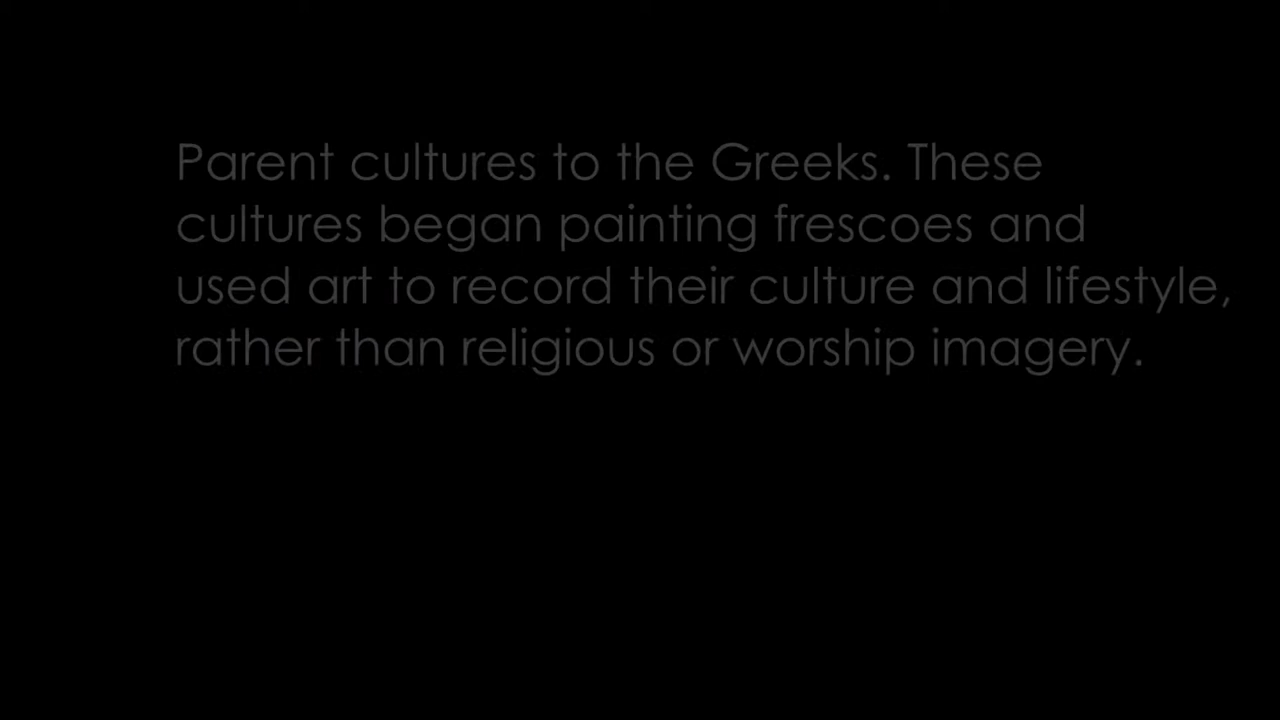 Parent cultures to the Greeks. These
cultures began painting frescoes and
used art to record their culture and lifestyle,
rather than religious or worship imagery.